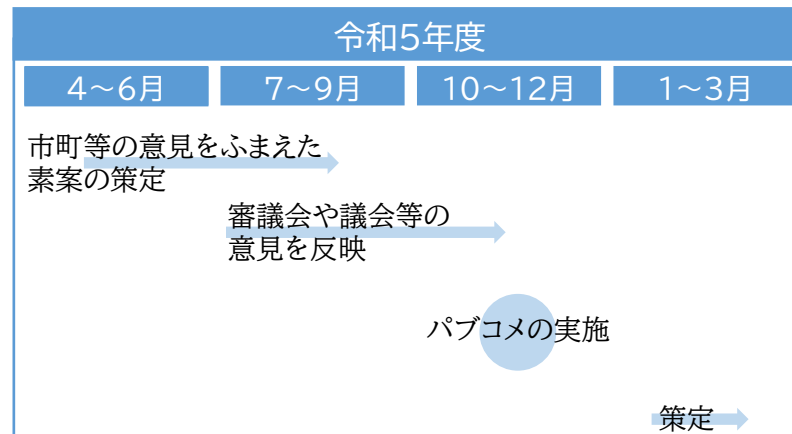 令和5年度
4～6月
7～9月
10～12月
1～3月
市町等の意見をふまえた
素案の策定
審議会や議会等の
意見を反映
パブコメの実施
策定